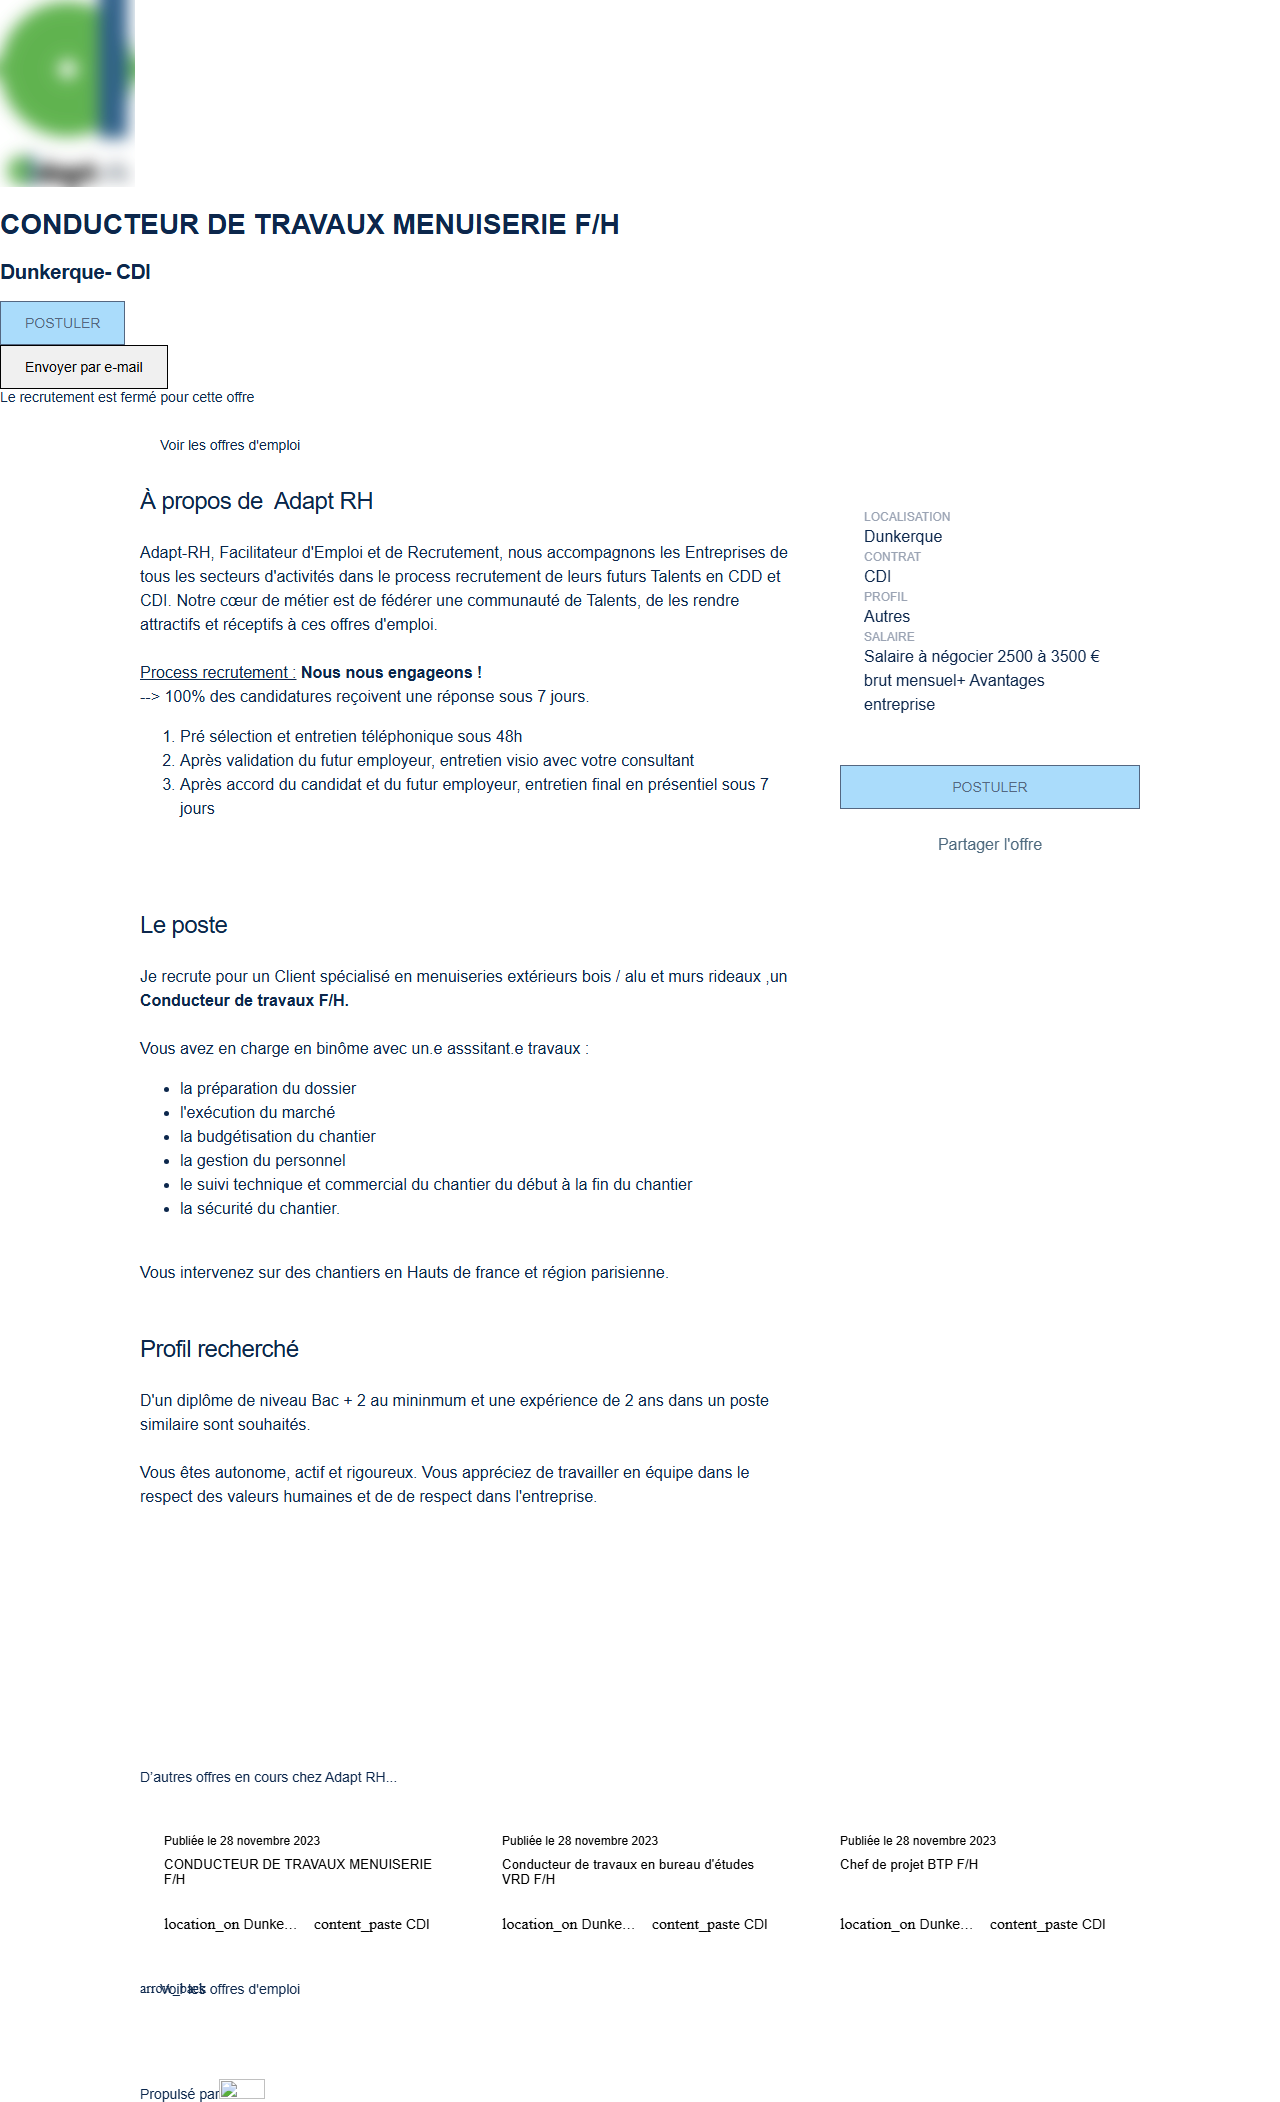 CONDUCTEUR DE TRAVAUX MENUISERIE F/H
Dunkerque- CDI
POSTULER
Envoyer par e-mail
Le recrutement est fermé pour cette offre
Voir les offres d'emploi
À propos de  Adapt RH
Adapt-RH, Facilitateur d'Emploi et de Recrutement, nous accompagnons les Entreprises de
tous les secteurs d'activités dans le process recrutement de leurs futurs Talents en CDD et
CDI. Notre cœur de métier est de fédérer une communauté de Talents, de les rendre
attractifs et réceptifs à ces offres d'emploi.
Process recrutement : Nous nous engageons !
--> 100% des candidatures reçoivent une réponse sous 7 jours.
1. Pré sélection et entretien téléphonique sous 48h
2. Après validation du futur employeur, entretien visio avec votre consultant
3. Après accord du candidat et du futur employeur, entretien final en présentiel sous 7
jours
LOCALISATION
Dunkerque
CONTRAT
CDI
PROFIL
Autres
SALAIRE
Salaire à négocier 2500 à 3500 €
brut mensuel+ Avantages
entreprise
POSTULER
Partager l'offre
Le poste
Je recrute pour un Client spécialisé en menuiseries extérieurs bois / alu et murs rideaux ,un
Conducteur de travaux F/H.
Vous avez en charge en binôme avec un.e asssitant.e travaux :
• la préparation du dossier
• l'exécution du marché
• la budgétisation du chantier
• la gestion du personnel
• le suivi technique et commercial du chantier du début à la fin du chantier
• la sécurité du chantier.
Vous intervenez sur des chantiers en Hauts de france et région parisienne.
Profil recherché
D'un diplôme de niveau Bac + 2 au mininmum et une expérience de 2 ans dans un poste
similaire sont souhaités.
Vous êtes autonome, actif et rigoureux. Vous appréciez de travailler en équipe dans le
respect des valeurs humaines et de de respect dans l'entreprise.
D'autres offres en cours chez Adapt RH...
Publiée le 28 novembre 2023
CONDUCTEUR DE TRAVAUX MENUISERIE
F/H
location_on Dunke... content_paste CDI
Publiée le 28 novembre 2023
Conducteur de travaux en bureau d'études
VRD F/H
location_on Dunke... content_paste CDI
Publiée le 28 novembre 2023
Chef de projet BTP F/H
location_on Dunke... content_paste CDI
arrow_back Voir les offres d'emploi
Propulsé par